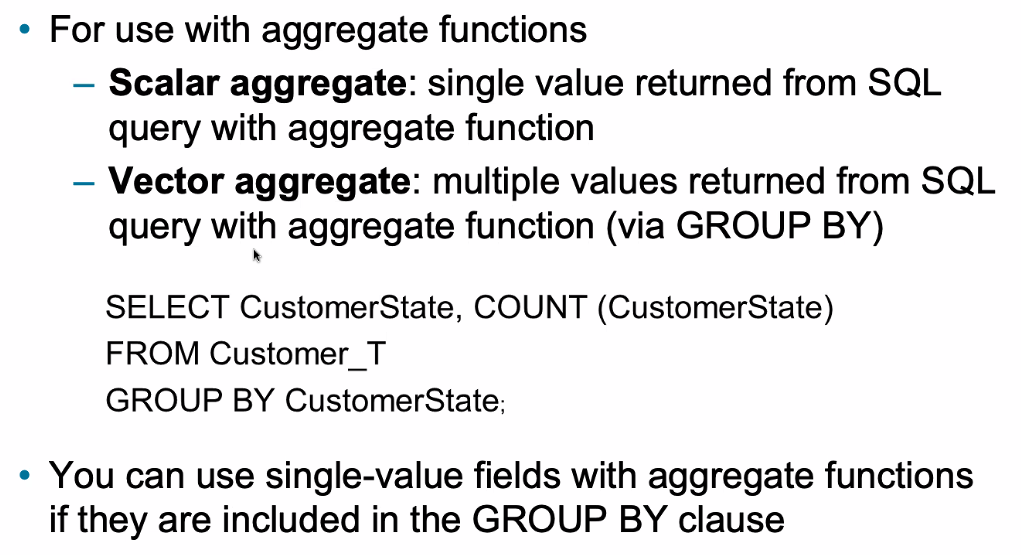 • For use with aggregate functions
– Scalar aggregate: single value returned from SQL
query with aggregate function
– Vector aggregate: multiple values returned from SQL
query with aggregate function (via GROUP BY)
SELECT CustomerState, COUNT (CustomerState)
FROM Customer_T
GROUP BY CustomerState;
• You can use single-value fields with aggregate functions
if they are included in the GROUP BY clause